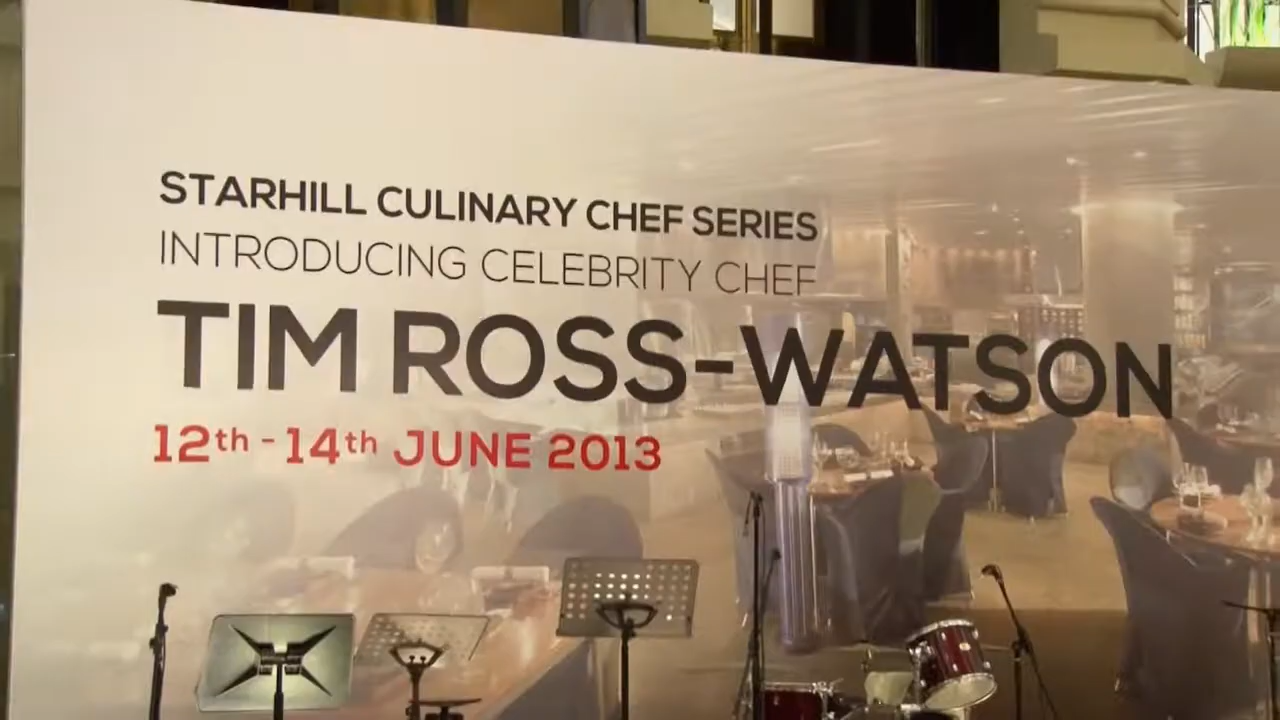 STARHILL CULINARY CHEF SERIES
INTRODUCING CELEBRITY CHEF
TIM ROSS-WATSON
12th - 14th JUNE 2013